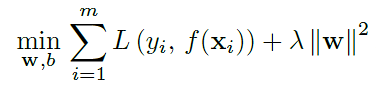 min_{w,b} ∑_{i=1}^{m} L (y_i, f(x_i)) + λ ‖w‖²